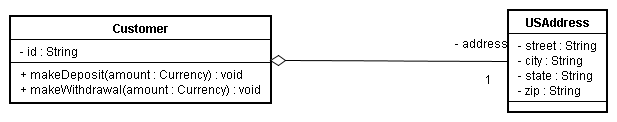 Customer
- id : String
+ makeDeposit(amount : Currency) : void
+ makeWithdrawal(amount : Currency) : void
- address
1
USAddress
- street : String
- city : String
- state : String
- zip : String